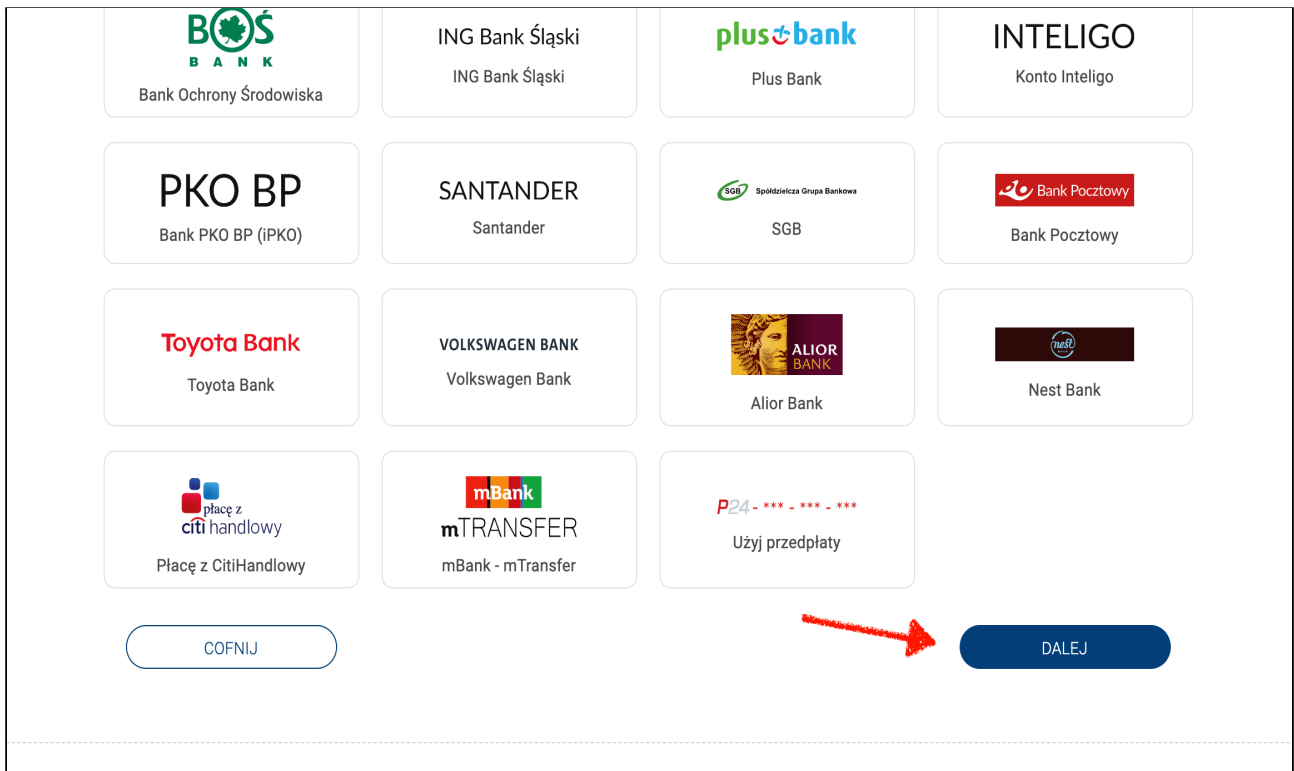 BOŚ
BANK
Bank Ochrony Środowiska
ING Bank Śląski
ING Bank Śląski
plus bank
Plus Bank
INTELIGO
Konto Inteligo
PKO BP
Bank PKO BP (iPKO)
SANTANDER
Santander
SGB Spółdzielcza Grupa Bankowa
SGB
Bank Pocztowy
Bank Pocztowy
Toyota Bank
Toyota Bank
VOLKSWAGEN BANK
Volkswagen Bank
ALIOR
BANK
Alior Bank
nest
BANK
Nest Bank
płacę z
citi handlowy
Płacę z CitiHandlowy
mBank
mTRANSFER
mBank - mTransfer
P24 - *** - *** - ***
Użyj przedpłaty
COFNIJ
DALEJ